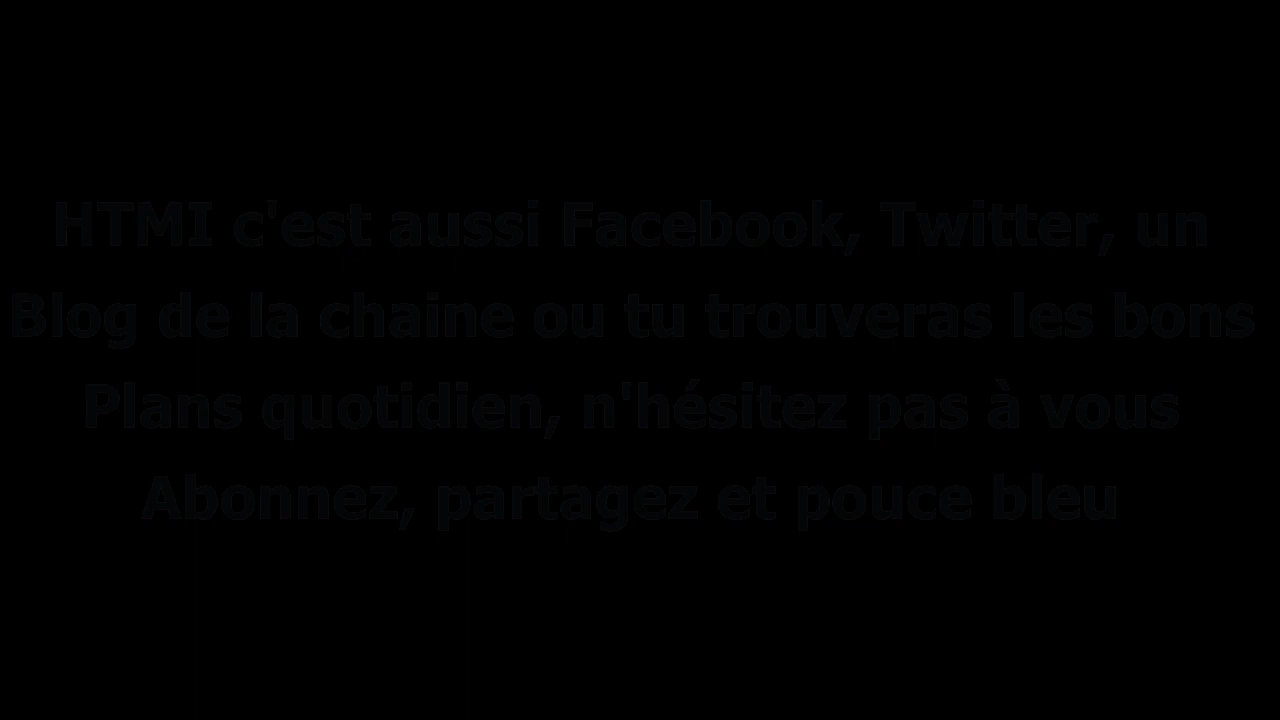 HTMI c'est aussi Facebook, Twitter, un
Blog de la chaine ou tu trouveras les bons
Plans quotidien, n'hésitez pas à vous
Abonnez, partagez et pouce bleu